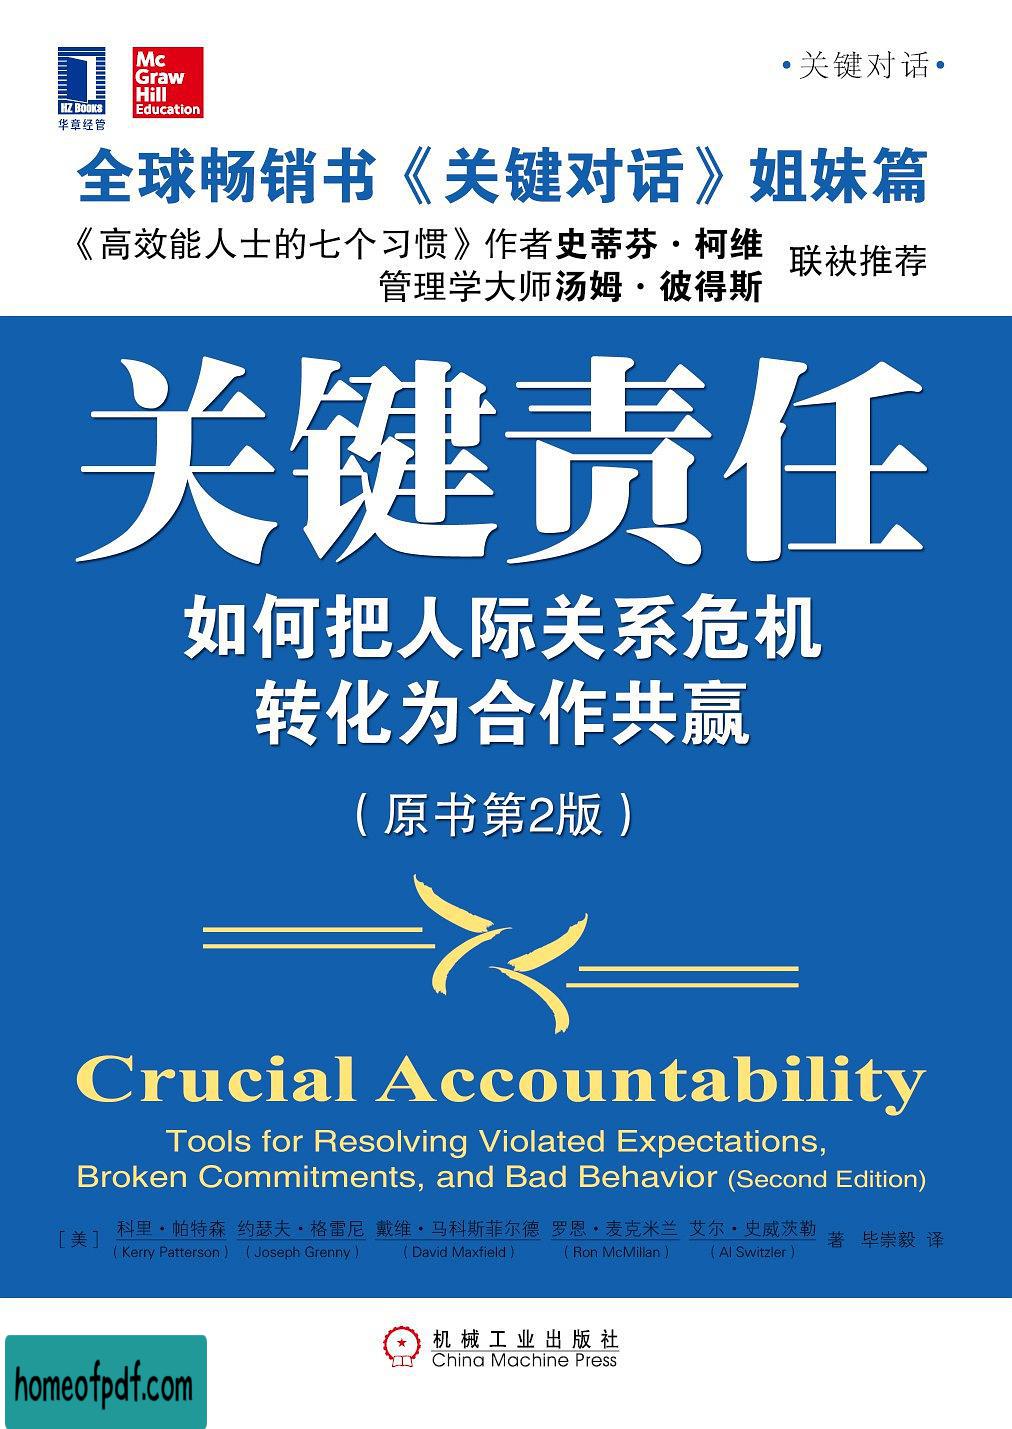 HZ BOOKS
华章经管
Mc
Graw
Hill
Education
·关键对话·
全球畅销书《关键对话》姐妹篇
《高效能人士的七个习惯》作者史蒂芬·柯维
管理学大师汤姆·彼得斯
联袂推荐
关键责任
如何把人际关系危机
转化为合作共赢
（原书第2版）
Crucial Accountability
Tools for Resolving Violated Expectations,
Broken Commitments, and Bad Behavior (Second Edition)
［美］ 科里·帕特森 约瑟夫·格雷尼 戴维·马科斯菲尔德 罗恩·麦克米兰 艾尔·史威茨勒 著 毕崇毅 译
(Kerry Patterson) (Joseph Grenny) (David Maxfield) (Ron McMillan) (Al Switzler)
机械工业出版社
China Machine Press
homeofpdf.com